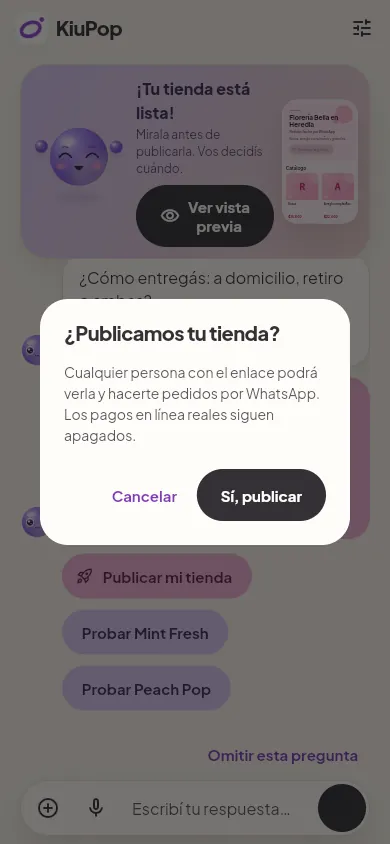 KiuPop
¡Tu tienda está
lista!
Mirala antes de
publicarla. Vos decidís
cuándo.
Ver vista
previa
Florería Bella en
Heredia
Catálogo
R
A
¿Cómo entregás: a domicilio, retiro
o ambos?
¿Publicamos tu tienda?
Cualquier persona con el enlace podrá
verla y hacerte pedidos por WhatsApp.
Los pagos en línea reales siguen
apagados.
Cancelar
Sí, publicar
Publicar mi tienda
Probar Mint Fresh
Probar Peach Pop
Omitir esta pregunta
Escribí tu respuesta...